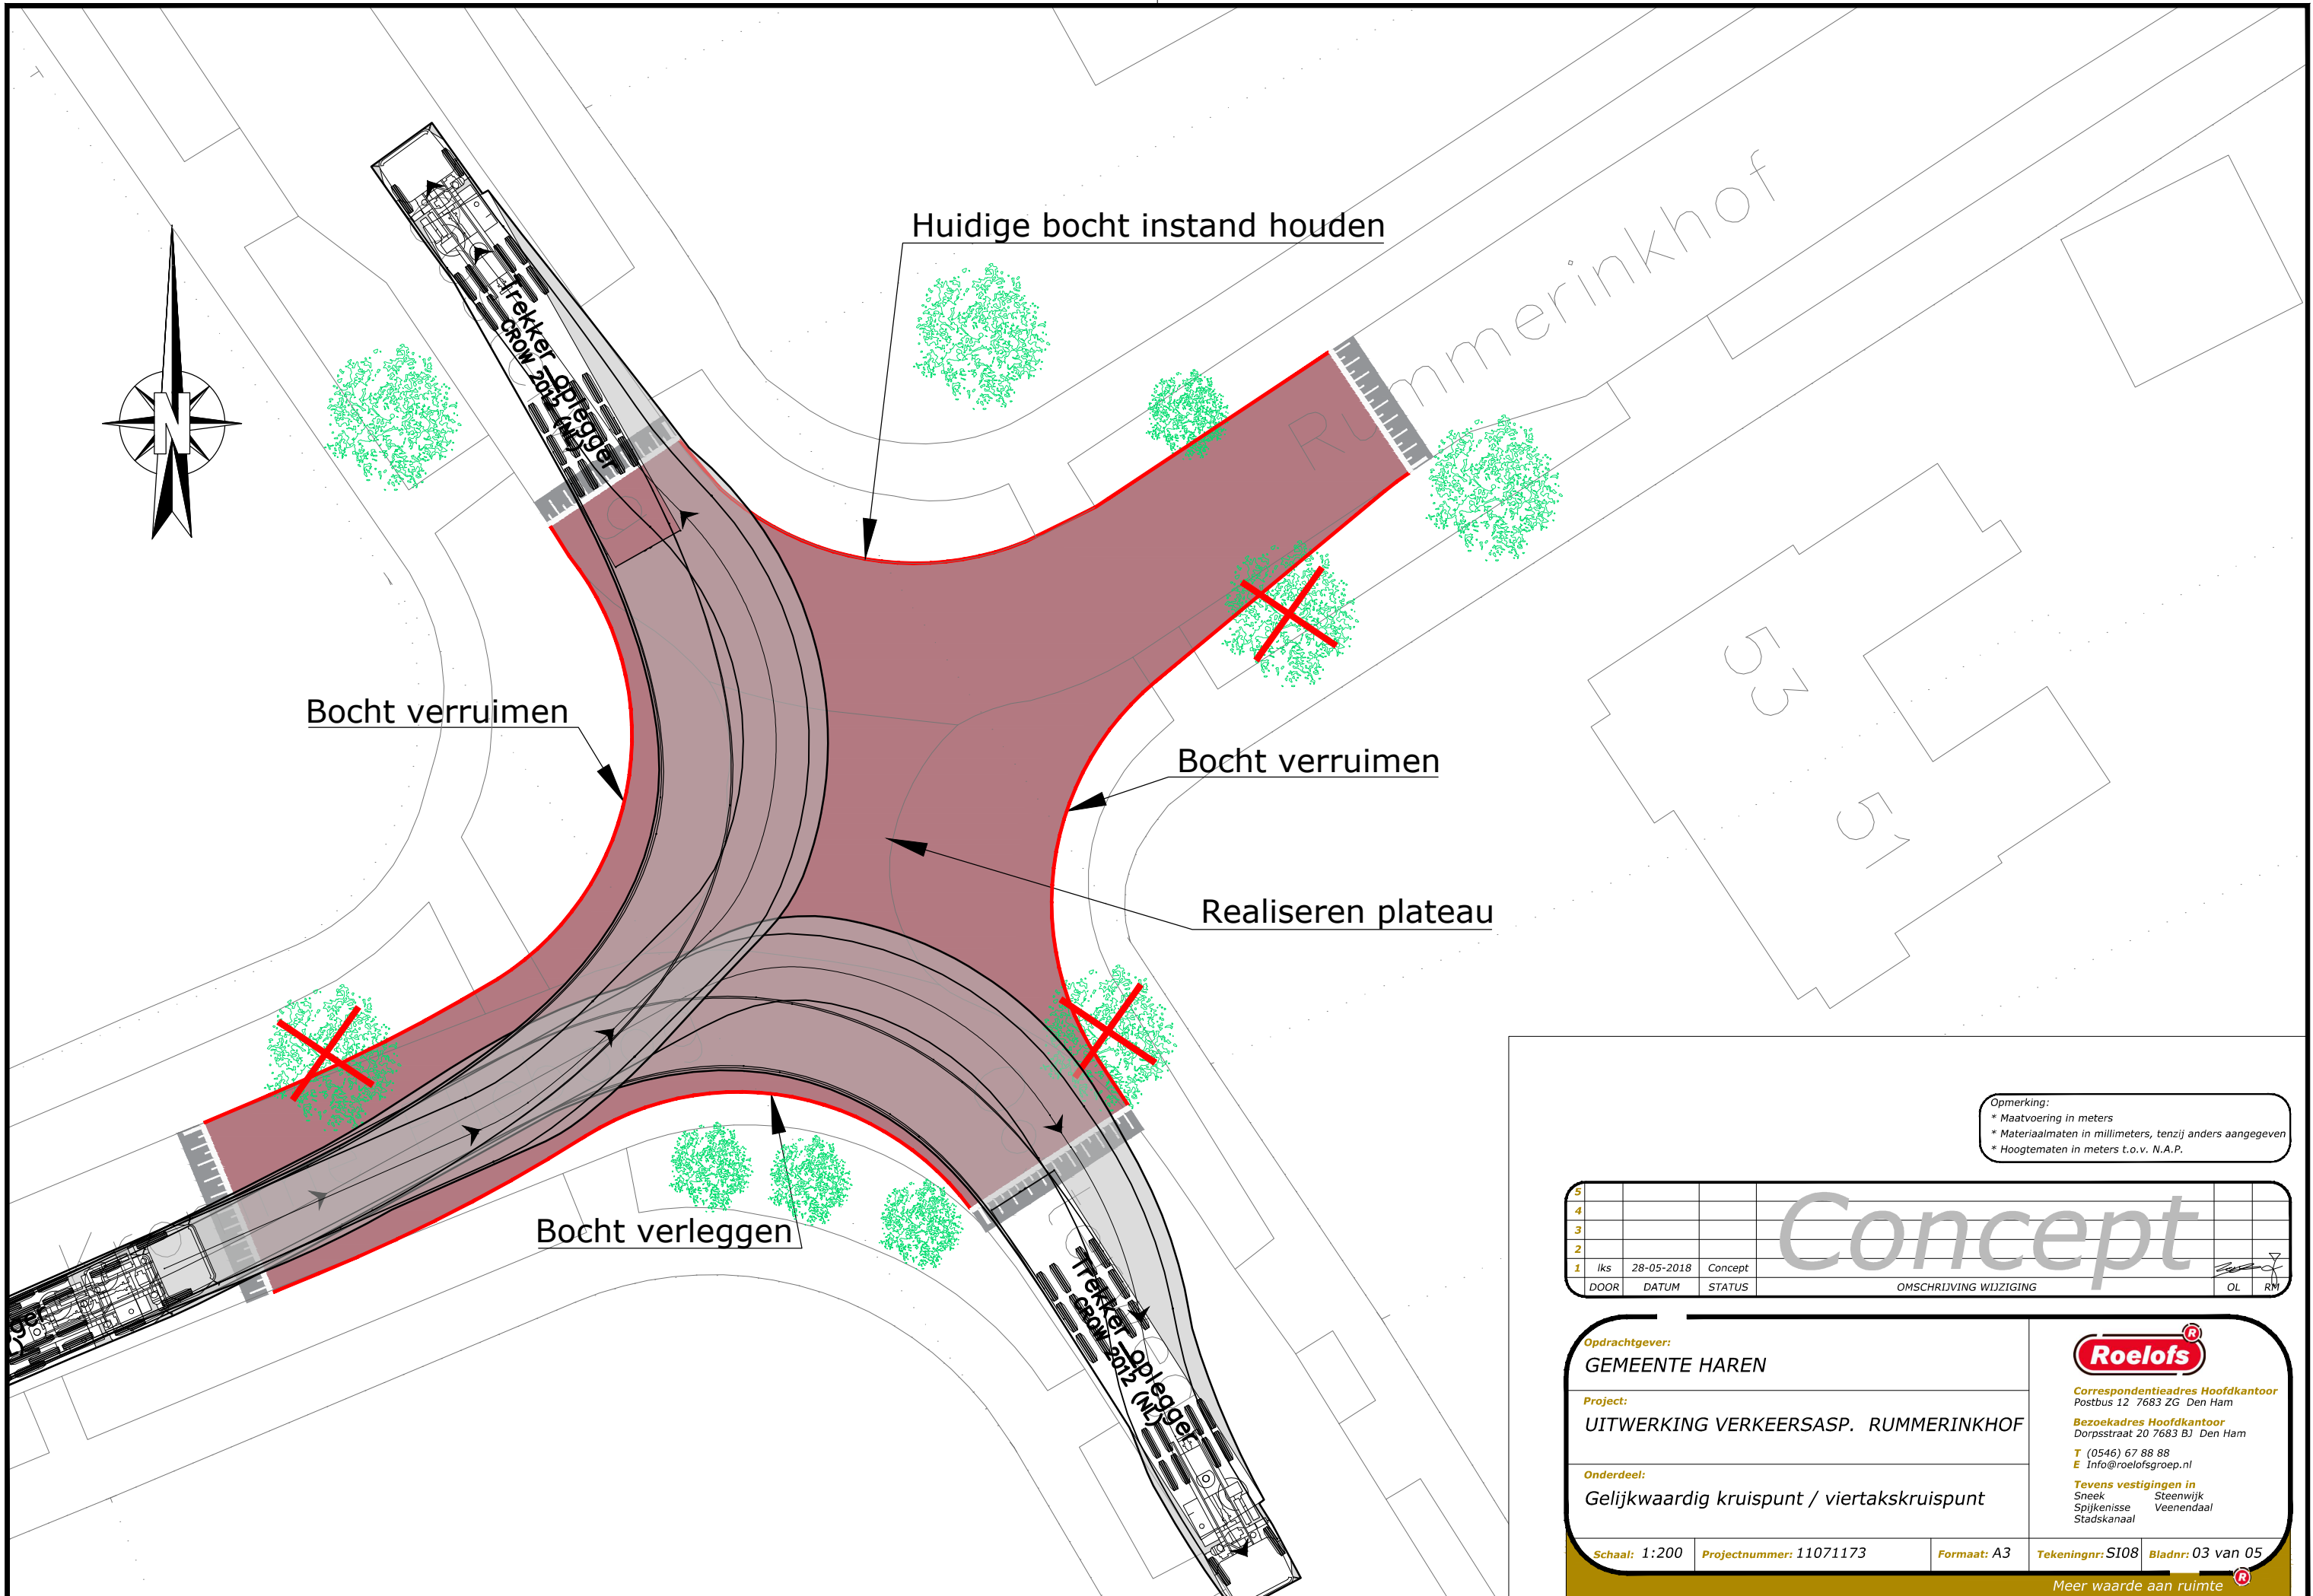 Huidige bocht instand houden
Rummerinkhof
N
Trekker-oplegger
CROW 2012 (NL)
Bocht verruimen
Bocht verruimen
Realiseren plateau
Bocht verleggen
53
51
Trekker-oplegger
CROW 2012 (NL)
Opmerking:
* Maatvoering in meters
* Materiaalmaten in millimeters, tenzij anders aangegeven
* Hoogtematen in meters t.o.v. N.A.P.
Concept
5
4
3
2
1 lks 28-05-2018 Concept
DOOR DATUM STATUS OMSCHRIJVING WIJZIGING OL RM
Opdrachtgever:
GEMEENTE HAREN
Project:
UITWERKING VERKEERSASP. RUMMERINKHOF
Onderdeel:
Gelijkwaardig kruispunt / viertakskruispunt
Roelofs
Correspondentieadres Hoofdkantoor
Postbus 12 7683 ZG Den Ham
Bezoekadres Hoofdkantoor
Dorpsstraat 20 7683 BJ Den Ham
T (0546) 67 88 88
E Info@roelofsgroep.nl
Tevens vestigingen in
Sneek Steenwijk
Spijkenisse Veenendaal
Stadskanaal
Schaal: 1:200 Projectnummer: 11071173 Formaat: A3 Tekeningnr: SI08 Bladnr: 03 van 05
Meer waarde aan ruimte